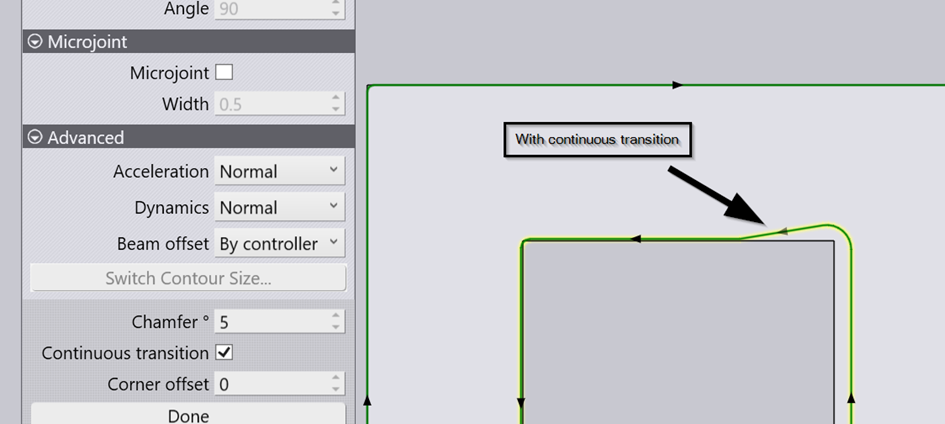 Angle 90
Microjoint
Microjoint
Width 0.5
Advanced
Acceleration Normal
Dynamics Normal
Beam offset By controller
Switch Contour Size...
Chamfer ° 5
Continuous transition
Corner offset 0
Done
With continuous transition